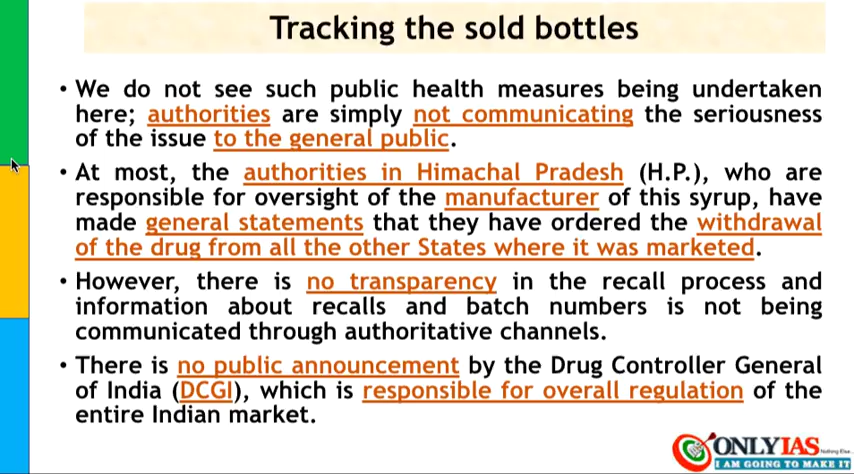 Tracking the sold bottles
• We do not see such public health measures being undertaken
here; authorities are simply not communicating the seriousness
of the issue to the general public.
• At most, the authorities in Himachal Pradesh (H.P.), who are
responsible for oversight of the manufacturer of this syrup, have
made general statements that they have ordered the withdrawal
of the drug from all the other States where it was marketed.
• However, there is no transparency in the recall process and
information about recalls and batch numbers is not being
communicated through authoritative channels.
• There is no public announcement by the Drug Controller General
of India (DCGI), which is responsible for overall regulation of the
entire Indian market.
ONLYIAS Nothing Else..
I AM GOING TO MAKE IT